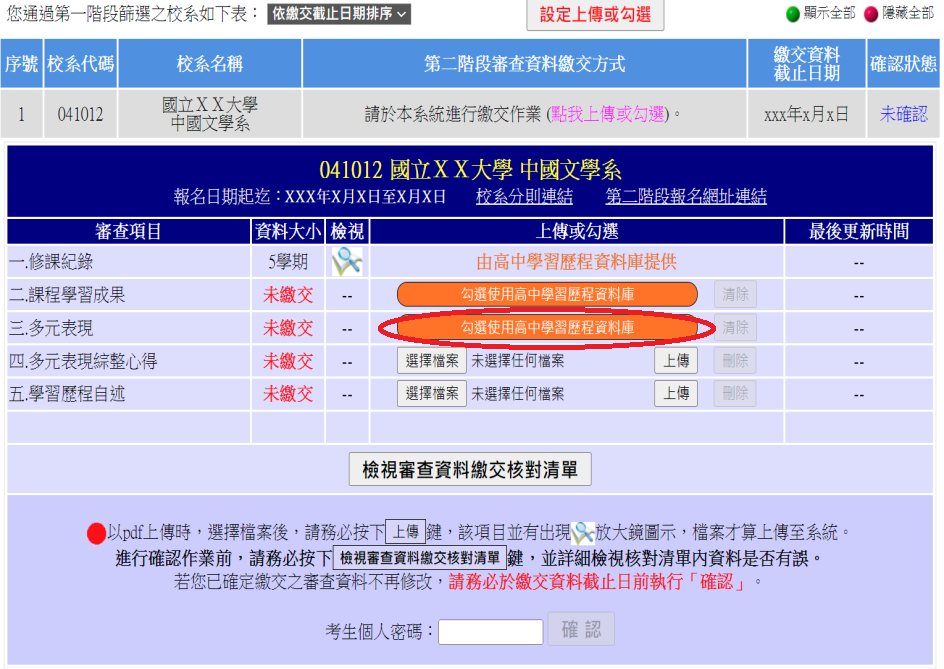 您通過第一階段篩選之校系如下表： 依繳交截止日期排序 設定上傳或勾選 顯示全部 隱藏全部
序號 校系代碼 校系名稱 第二階段審查資料繳交方式 繳交資料 截止日期 確認狀態
1 041012 國立ＸＸ大學 中國文學系 請於本系統進行繳交作業 (點我上傳或勾選)。 xxx年x月x日 未確認
041012 國立ＸＸ大學 中國文學系
報名日期起迄：XXX年X月X日至X月X日 校系分則連結 第二階段報名網址連結
審查項目 資料大小 檢視 上傳或勾選 最後更新時間
一.修課紀錄 5學期 由高中學習歷程資料庫提供 --
二.課程學習成果 未繳交 -- 勾選使用高中學習歷程資料庫 清除 --
三.多元表現 未繳交 -- 勾選使用高中學習歷程資料庫 清除 --
四.多元表現綜整心得 未繳交 -- 選擇檔案 未選擇任何檔案 上傳 刪除 --
五.學習歷程自述 未繳交 -- 選擇檔案 未選擇任何檔案 上傳 刪除 --
檢視審查資料繳交核對清單
以pdf上傳時，選擇檔案後，請務必按下 上傳 鍵，該項目並有出現放大鏡圖示，檔案才算上傳至系統。
進行確認作業前，請務必按下 檢視審查資料繳交核對清單 鍵，並詳細檢視核對清單內資料是否有誤。
若您已確定繳交之審查資料不再修改，請務必於繳交資料截止日前執行「確認」。
考生個人密碼： 確 認